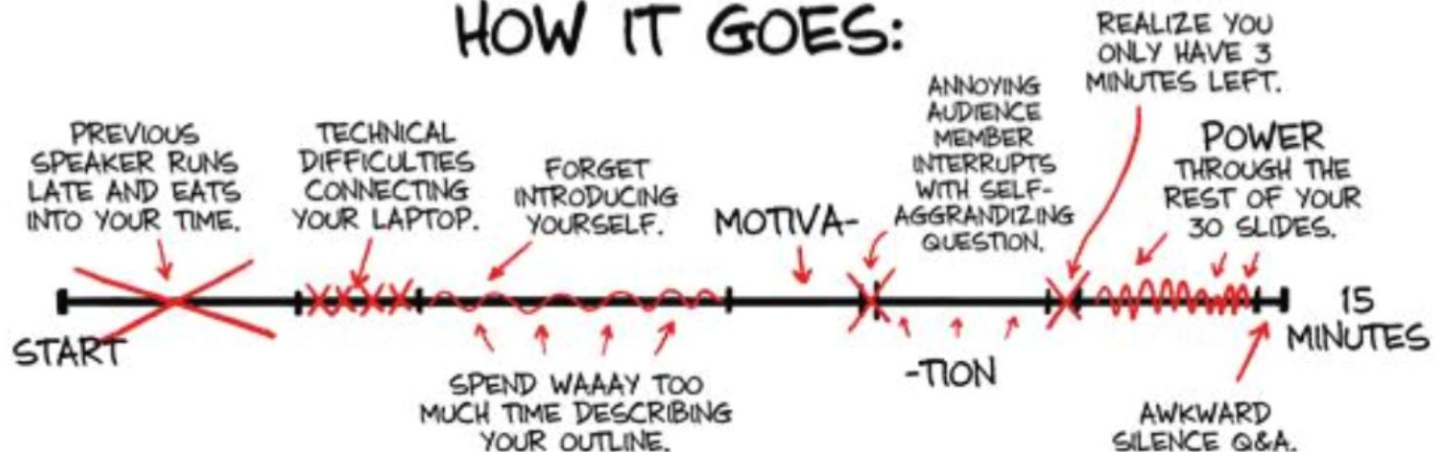 HOW IT GOES:
PREVIOUS
SPEAKER RUNS
LATE AND EATS
INTO YOUR TIME.
TECHNICAL
DIFFICULTIES
CONNECTING
YOUR LAPTOP.
FORGET
INTRODUCING
YOURSELF.
MOTIVA-
ANNOYING
AUDIENCE
MEMBER
INTERRUPTS
WITH SELF-
AGGRANDIZING
QUESTION.
REALIZE YOU
ONLY HAVE 3
MINUTES LEFT.
POWER
THROUGH THE
REST OF YOUR
30 SLIDES.
START
SPEND WAAAY TOO
MUCH TIME DESCRIBING
YOUR OUTLINE.
-TION
AWKWARD
SILENCE Q&A.
15
MINUTES